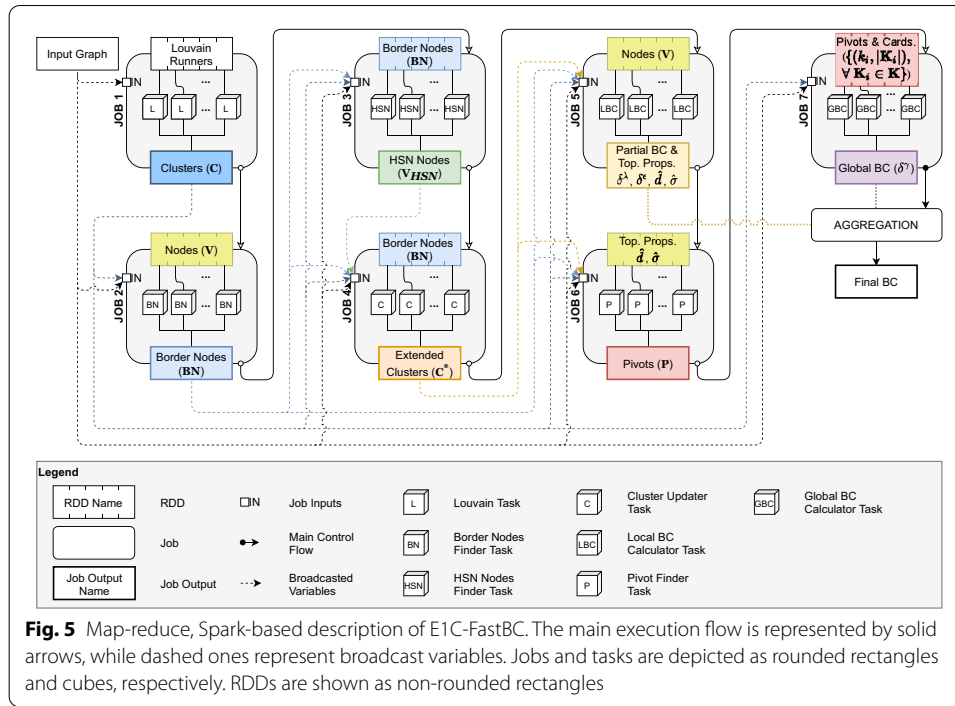 Input Graph
Louvain
Runners
...
IN
JOB 1
L
L
...
L
Clusters (C)
Nodes (V)
...
IN
JOB 2
BN
BN
...
BN
Border Nodes
(BN)
Border Nodes
(BN)
...
IN
JOB 3
HSN
HSN
...
HSN
HSN Nodes
(V_HSN)
Border Nodes
(BN)
...
IN
JOB 4
C
C
...
C
Extended
Clusters (C*)
Nodes (V)
...
IN
JOB 5
LBC
LBC
...
LBC
Partial BC &
Top. Props.
δ^λ, δ^ε, d̂, σ̂
Top. Props.
d̂, σ̂
...
IN
JOB 6
P
P
...
P
Pivots (P)
Pivots & Cards.
({(k_i, |K_i|),
∀ K_i ∈ K})
...
IN
JOB 7
GBC
GBC
...
GBC
Global BC (δ^γ)
AGGREGATION
Final BC
Legend
RDD Name
RDD
IN
Job Inputs
L
Louvain Task
C
Cluster Updater
Task
GBC
Global BC
Calculator Task
Job
Main Control
Flow
BN
Border Nodes
Finder Task
LBC
Local BC
Calculator Task
Job Output
Name
Job Output
Broadcasted
Variables
HSN
HSN Nodes
Finder Task
P
Pivot Finder
Task
Fig. 5 Map-reduce, Spark-based description of E1C-FastBC. The main execution flow is represented by solid
arrows, while dashed ones represent broadcast variables. Jobs and tasks are depicted as rounded rectangles
and cubes, respectively. RDDs are shown as non-rounded rectangles